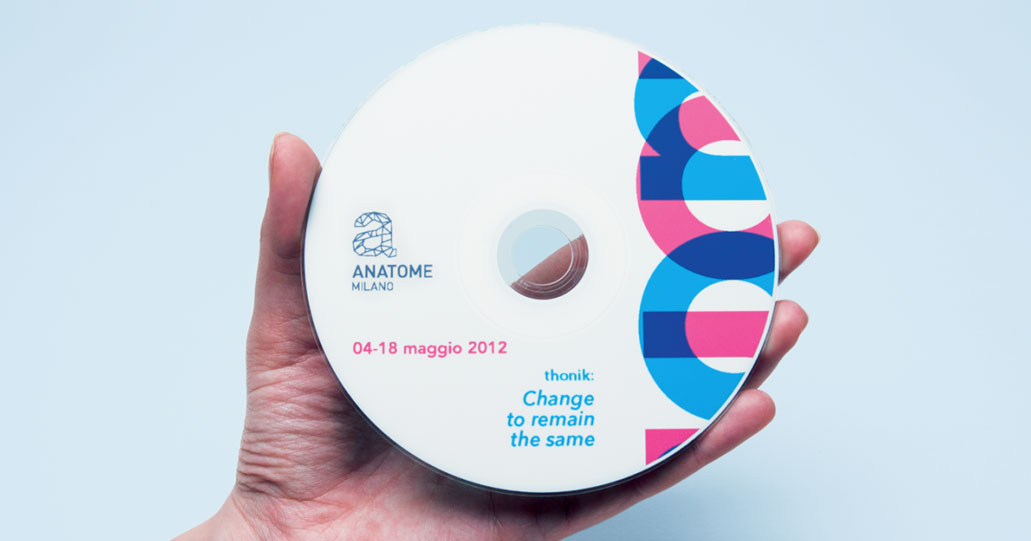 a
ANATOME
MILANO
04-18 maggio 2012
thonik:
Change
to remain
the same